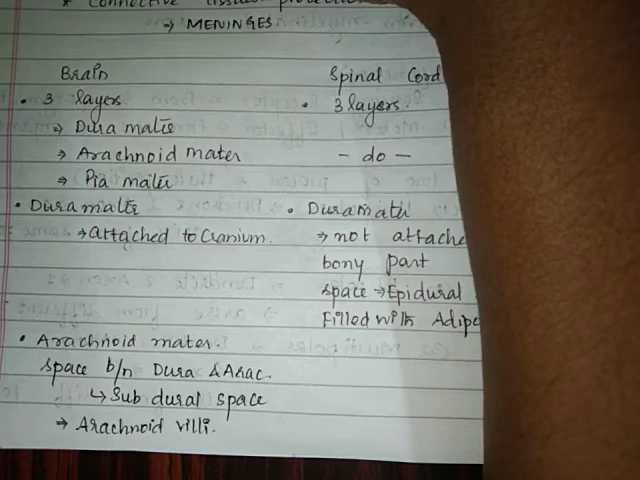 * Connective tissue
→ MENINGES
Brain
• 3 layers
→ Dura mater
→ Arachnoid mater
→ Pia mater
• Dura mater
→ attached to Cranium.
• Arachnoid mater.
space b/n Dura & Arac.
↳ Sub dural space
→ Arachnoid villi.
Spinal Cord
• 3 layers.
- do -
• Dura mater
→ not attache
bony part
space → Epidural
Filled with Adipo